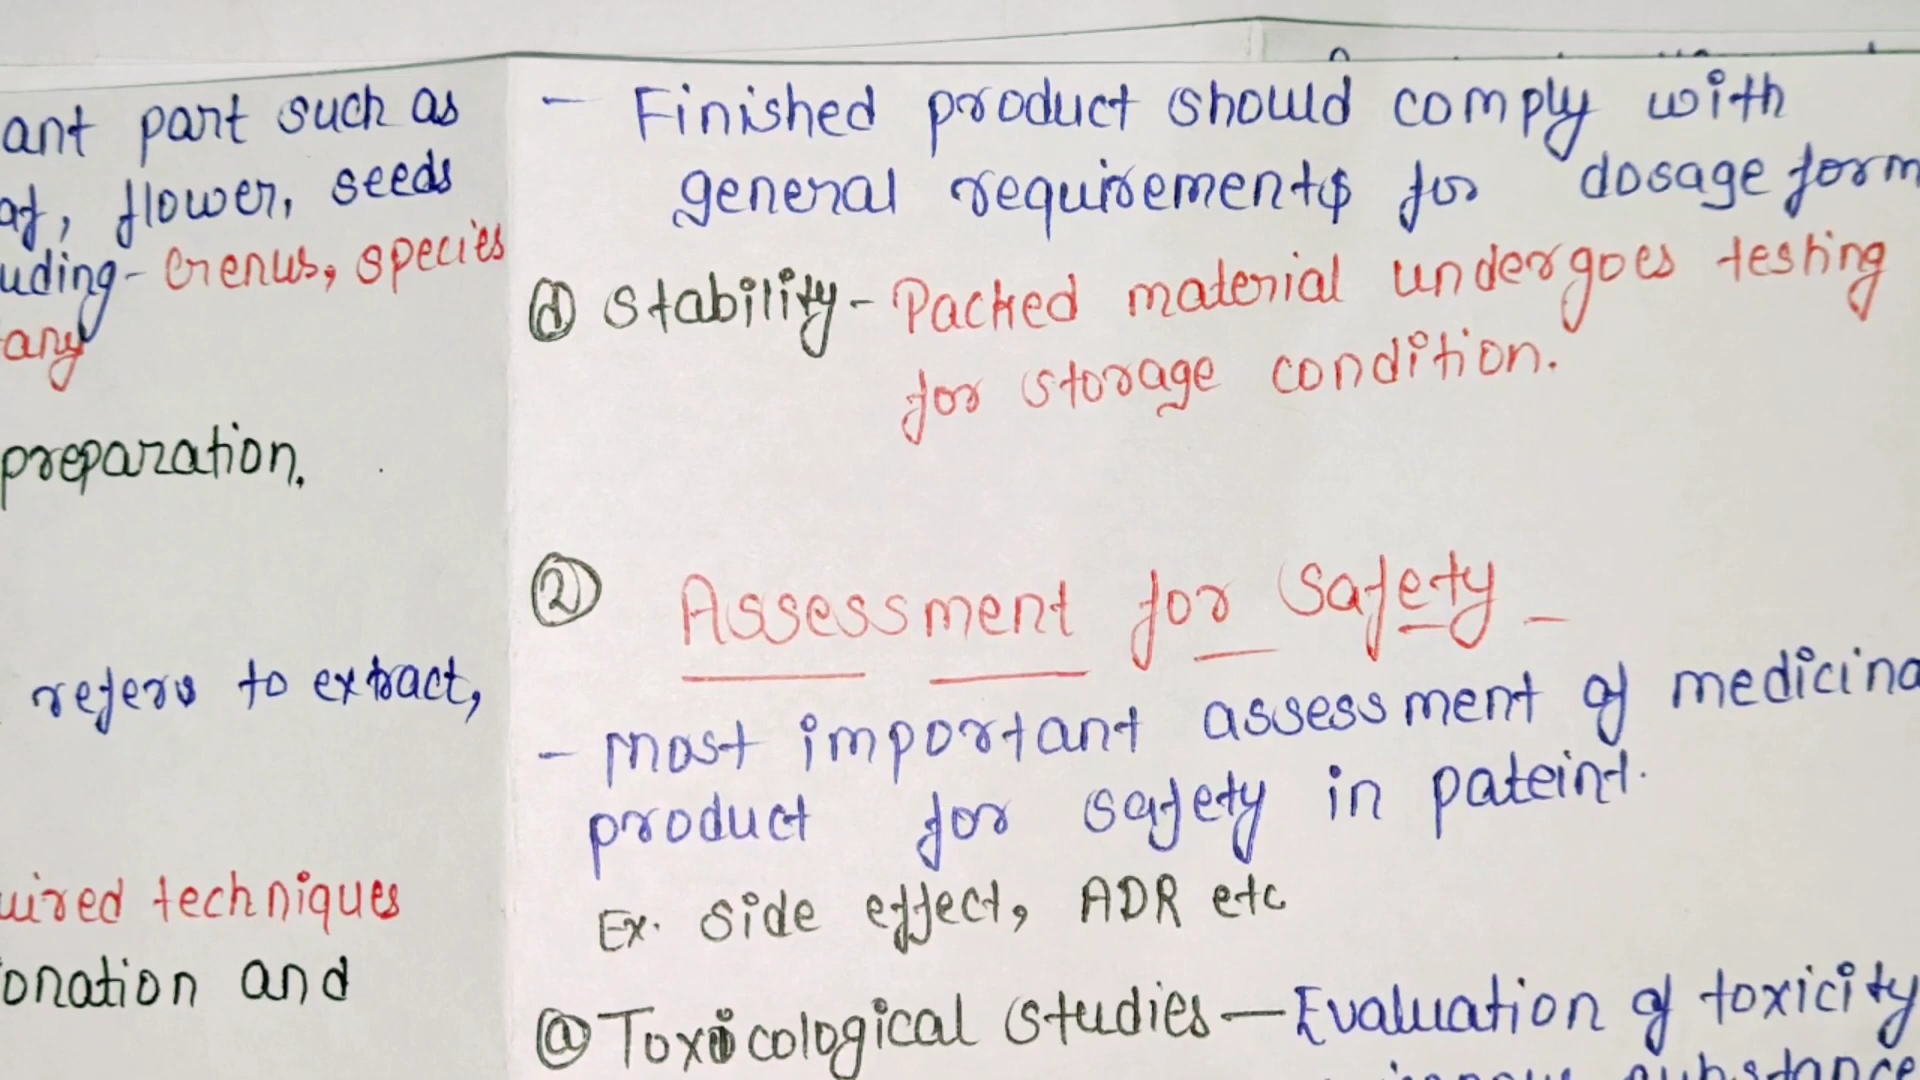 ant part such as
af, flower, seeds
uding - Genus, species
any
preparation.
refers to extract,
uired techniques
onation and
- Finished product should comply with
general requirements for dosage form
(d) Stability - Packed material undergoes testing
for storage condition.
(2) Assessment for Safety -
- most important assessment of medicina
product for safety in pateint.
Ex. side effect, ADR etc
(a) Toxicological studies — Evaluation of toxicity
substance